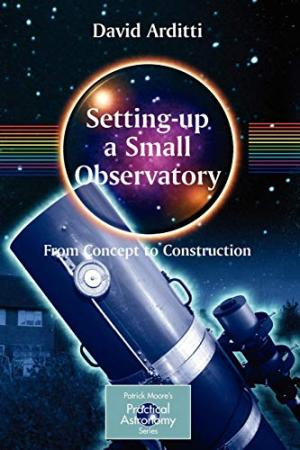 David Arditti
Setting-up
a Small
Observatory
From Concept to Construction
Patrick Moore's
Practical
Astronomy
Series